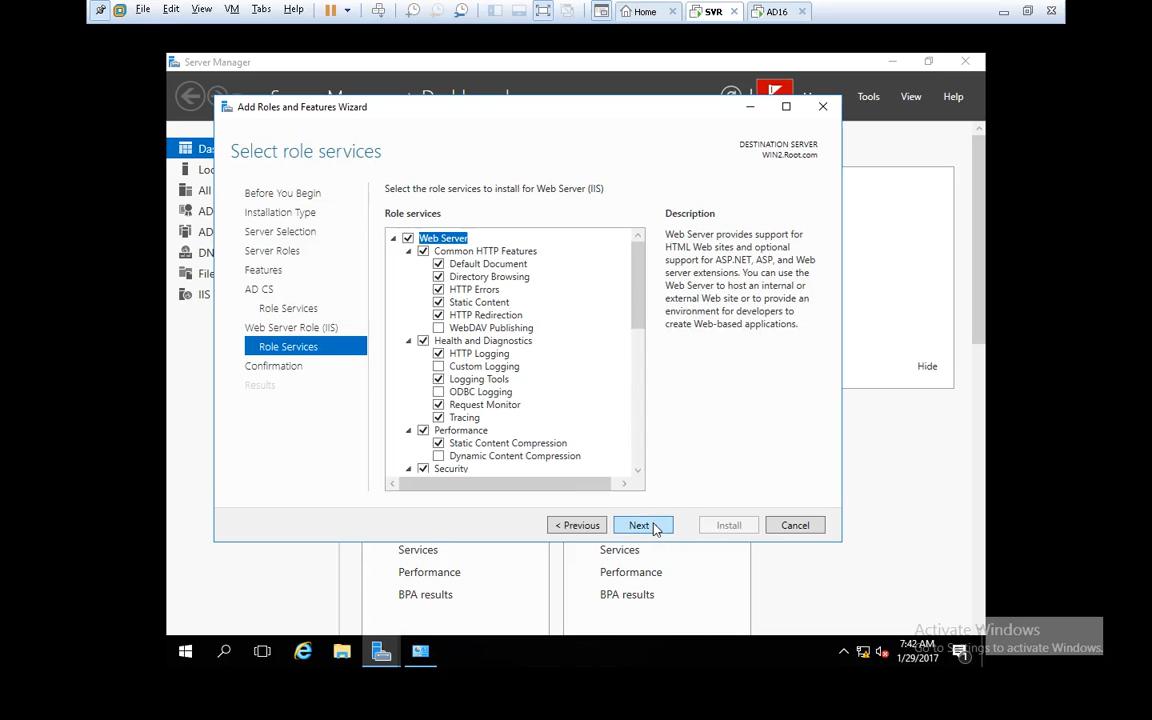 File Edit View VM Tabs Help Home SVR AD16
Server Manager
Tools View Help
Add Roles and Features Wizard
Select role services
DESTINATION SERVER
WIN2.Root.com
Before You Begin
Installation Type
Server Selection
Server Roles
Features
AD CS
Role Services
Web Server Role (IIS)
Role Services
Confirmation
Results
Select the role services to install for Web Server (IIS)
Role services
Web Server
Common HTTP Features
Default Document
Directory Browsing
HTTP Errors
Static Content
HTTP Redirection
WebDAV Publishing
Health and Diagnostics
HTTP Logging
Custom Logging
Logging Tools
ODBC Logging
Request Monitor
Tracing
Performance
Static Content Compression
Dynamic Content Compression
Security
Description
Web Server provides support for
HTML Web sites and optional
support for ASP.NET, ASP, and Web
server extensions. You can use the
Web Server to host an internal or
external Web site or to provide an
environment for developers to
create Web-based applications.
Hide
< Previous
Next
Install
Cancel
All
AD
AD
IIS
Services
Performance
BPA results
Services
Performance
BPA results
Activate Windows
Go to Settings to activate Windows.
7:42 AM
1/29/2017
1